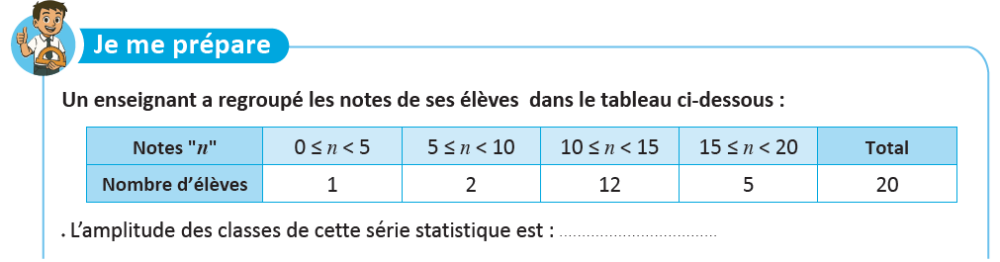 Je me prépare
Un enseignant a regroupé les notes de ses élèves dans le tableau ci-dessous :
Notes "n" 0 ≤ n < 5 5 ≤ n < 10 10 ≤ n < 15 15 ≤ n < 20 Total
Nombre d’élèves 1 2 12 5 20
. L’amplitude des classes de cette série statistique est : ...................................